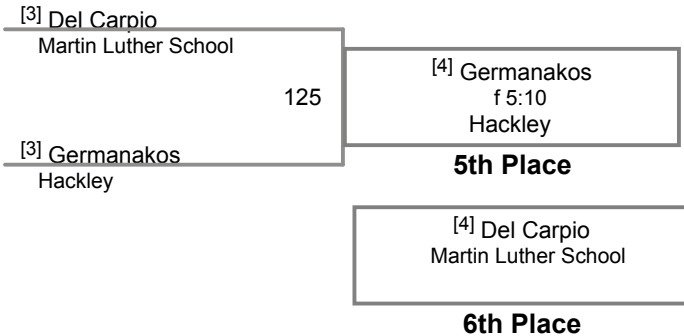 [3] Del Carpio
Martin Luther School
125
[3] Germanakos
Hackley
[4] Germanakos
f 5:10
Hackley
5th Place
[4] Del Carpio
Martin Luther School
6th Place